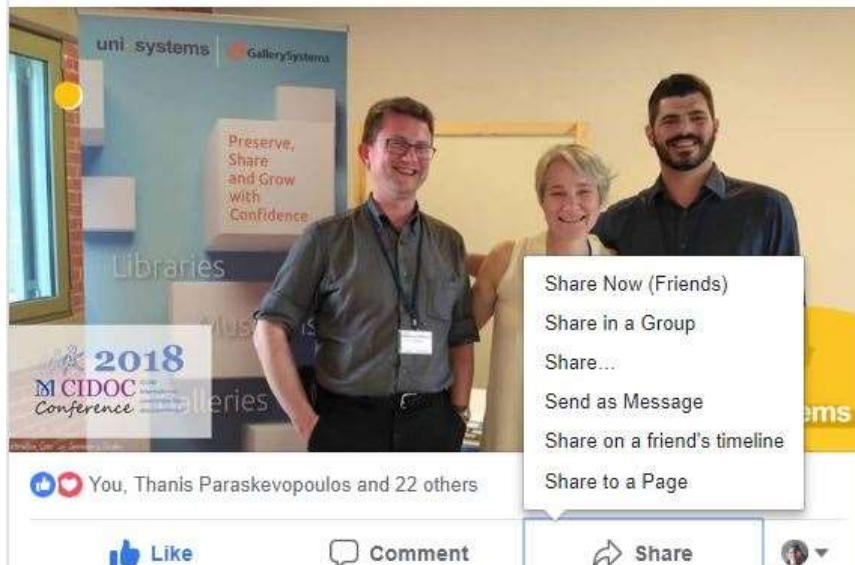 uni systems
GallerySystems
Preserve,
Share
and Grow
with
Confidence
Libraries
2018
CIDOC
Conference
alleries
ems
Share Now (Friends)
Share in a Group
Share...
Send as Message
Share on a friend's timeline
Share to a Page
You, Thanis Paraskevopoulos and 22 others
Like
Comment
Share